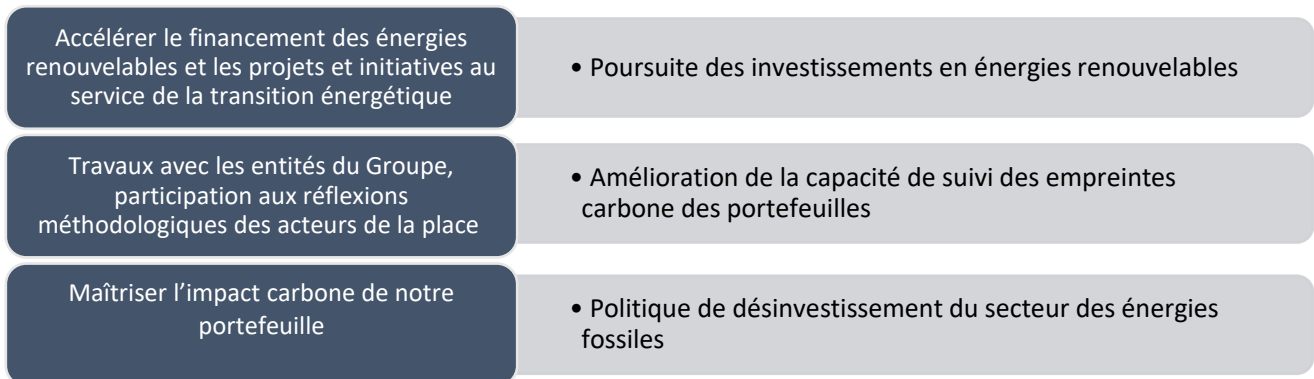 Accélérer le financement des énergies
renouvelables et les projets et initiatives au
service de la transition énergétique
• Poursuite des investissements en énergies renouvelables
Travaux avec les entités du Groupe,
participation aux réflexions
méthodologiques des acteurs de la place
• Amélioration de la capacité de suivi des empreintes
carbone des portefeuilles
Maîtriser l’impact carbone de notre
portefeuille
• Politique de désinvestissement du secteur des énergies
fossiles